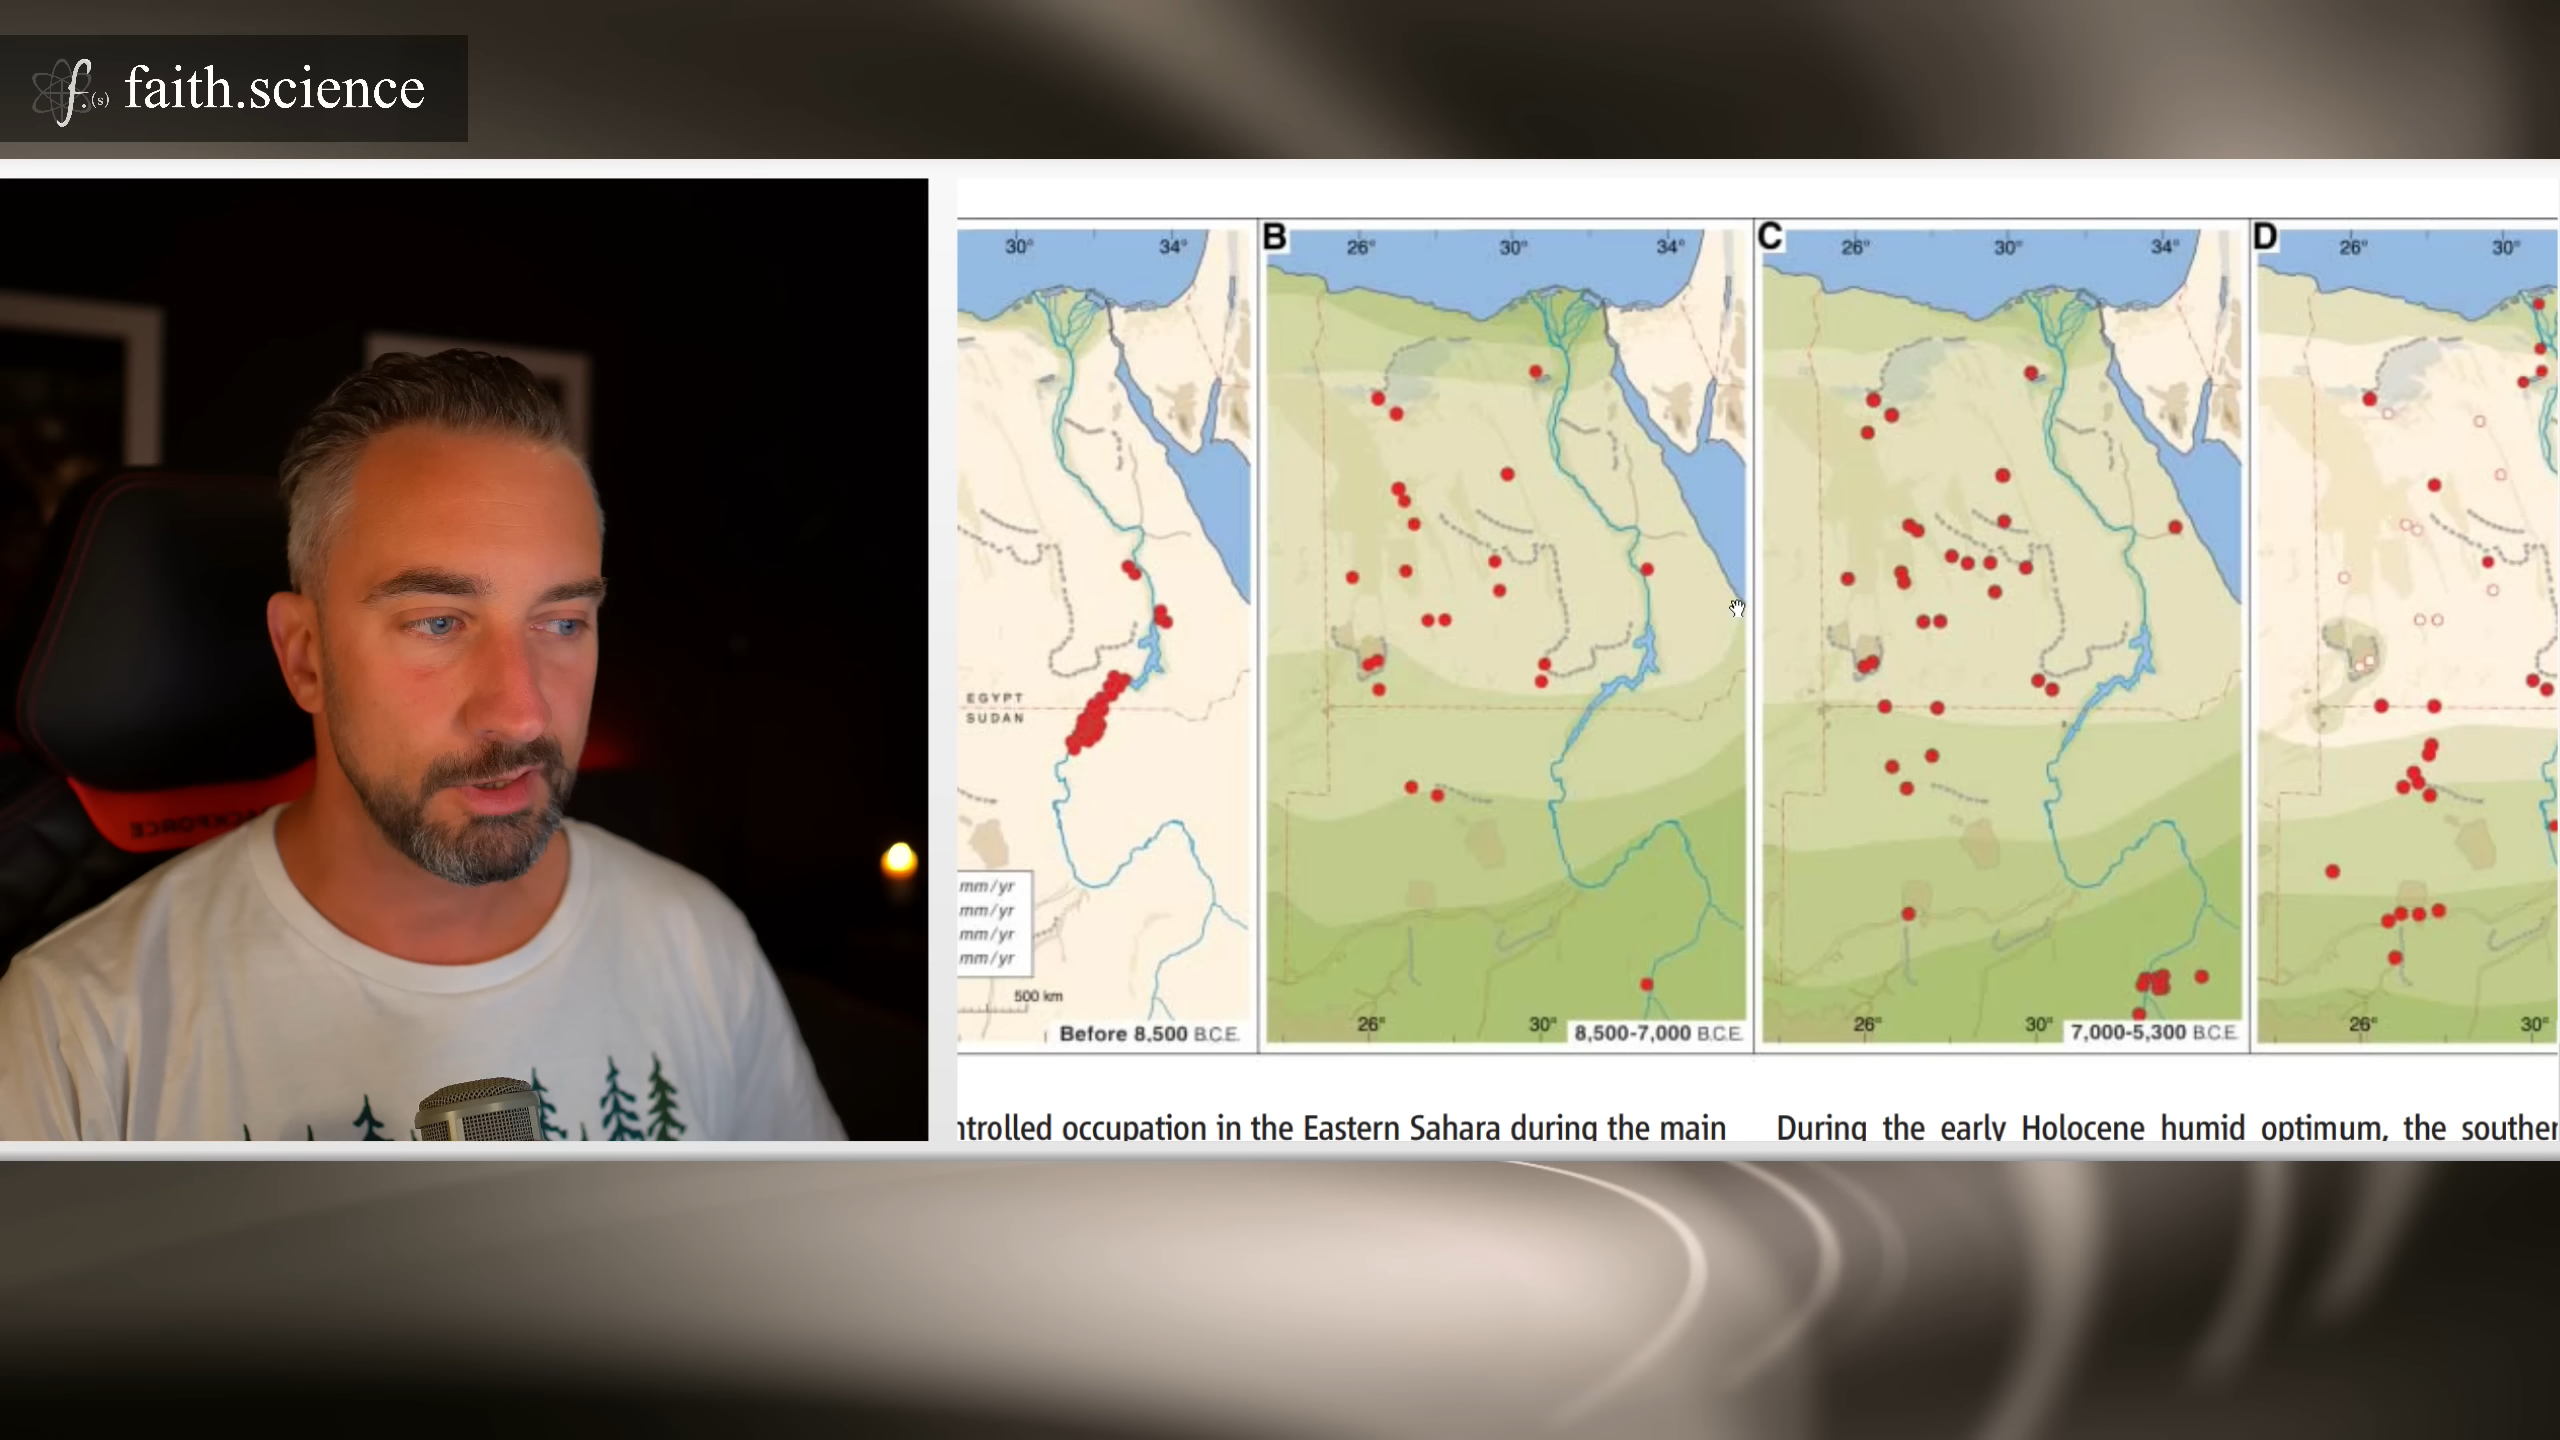 f.(s) faith.science
B
C
D
30° 34°
26° 30° 34°
26° 30° 34°
26° 30°
EGYPT
SUDAN
mm/yr
mm/yr
mm/yr
mm/yr
500 km
Before 8,500 B.C.E.
26° 30°
8,500-7,000 B.C.E.
26° 30°
7,000-5,300 B.C.E.
26° 30°
ntrolled occupation in the Eastern Sahara during the main
During the early Holocene humid optimum, the souther